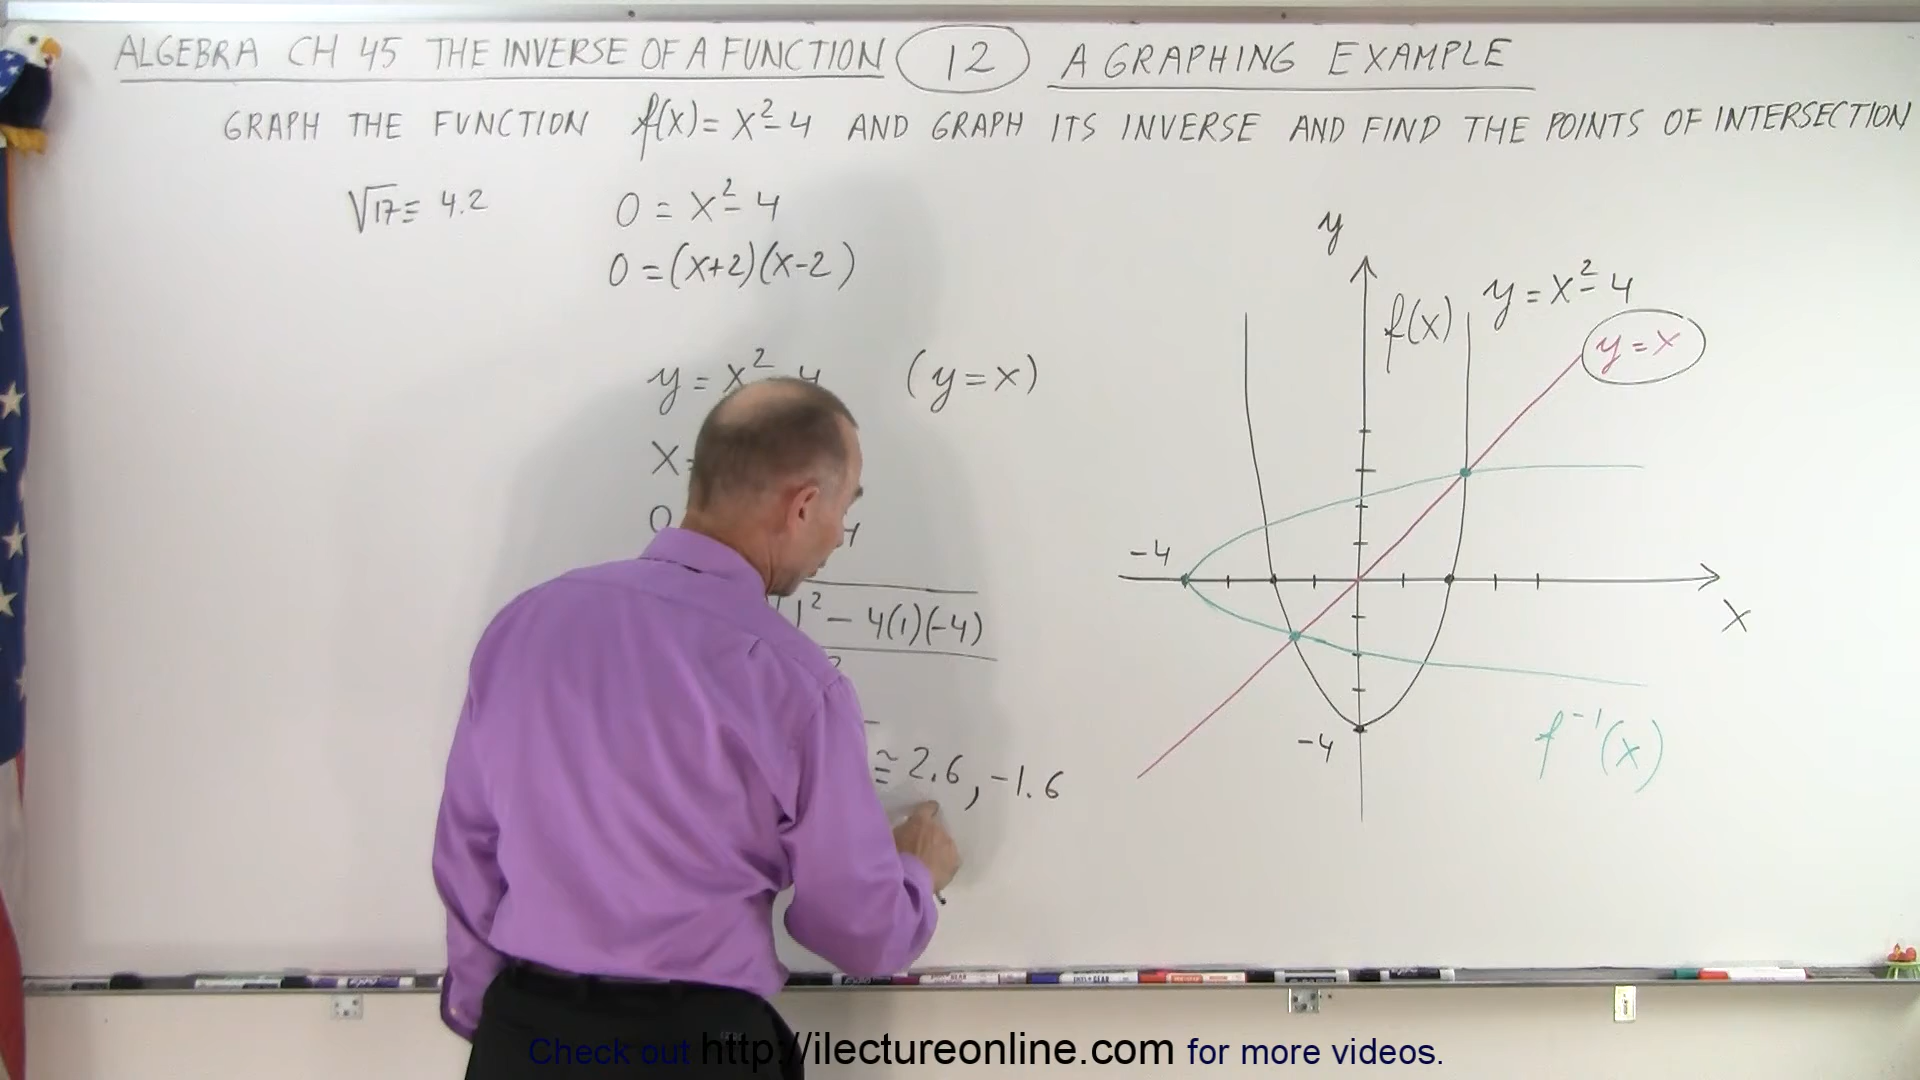 ALGEBRA CH 45 THE INVERSE OF A FUNCTION 12 A GRAPHING EXAMPLE
GRAPH THE FUNCTION f(x) = x² - 4 AND GRAPH ITS INVERSE AND FIND THE POINTS OF INTERSECTION
√17 = 4.2
0 = x² - 4
0 = (x+2)(x-2)
y = x² - 4 (y = x)
x =
0
4
1² - 4(1)(-4)
2
≅ 2.6, -1.6
y
f(x) y = x² - 4
y = x
-4
x
-4
f⁻¹(x)
Check out http://ilectureonline.com for more videos.